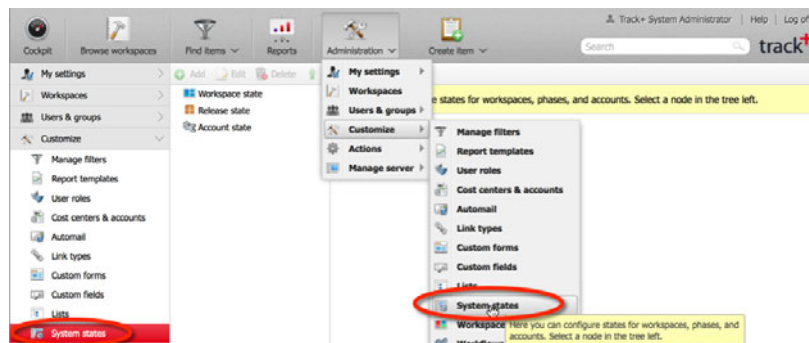 Track+ System Administrator | Help | Log of
Cockpit Browse workspaces Find items Reports Administration Create item Search track+
My settings
Workspaces
Users & groups
Customize
Manage filters
Report templates
User roles
Cost centers & accounts
Automail
Link types
Custom forms
Custom fields
Lists
System states
Add Edit Delete
Workspace state
Release state
Account state
My settings
Workspaces
Users & groups
Customize
Actions
Manage server
e states for workspaces, phases, and accounts. Select a node in the tree left.
Manage filters
Report templates
User roles
Cost centers & accounts
Automail
Link types
Custom forms
Custom fields
Lists
System states
Workspace
Here you can configure states for workspaces, phases, and
accounts. Select a node in the tree left.